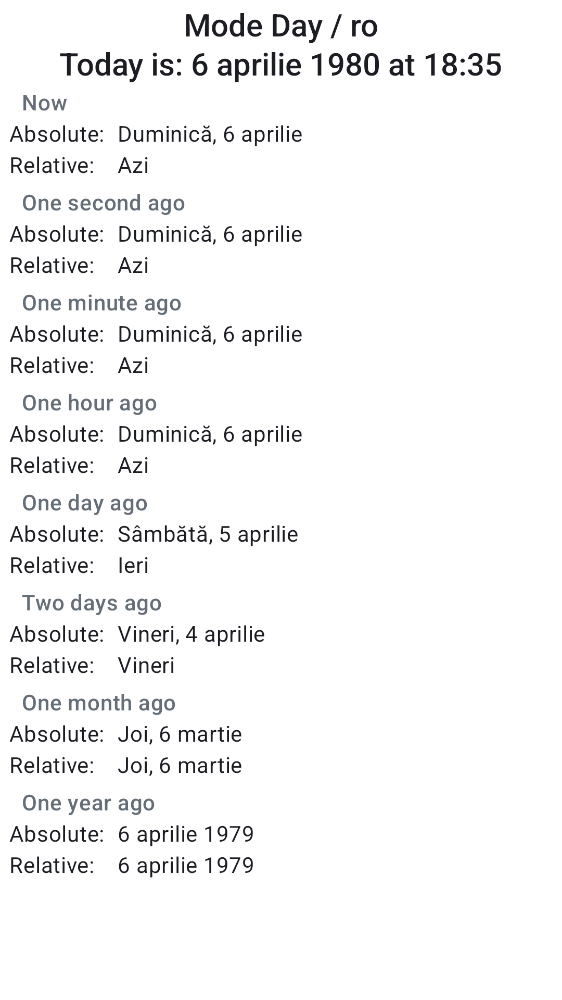 Mode Day / ro
Today is: 6 aprilie 1980 at 18:35
Now
Absolute: Duminică, 6 aprilie
Relative: Azi
One second ago
Absolute: Duminică, 6 aprilie
Relative: Azi
One minute ago
Absolute: Duminică, 6 aprilie
Relative: Azi
One hour ago
Absolute: Duminică, 6 aprilie
Relative: Azi
One day ago
Absolute: Sâmbătă, 5 aprilie
Relative: Ieri
Two days ago
Absolute: Vineri, 4 aprilie
Relative: Vineri
One month ago
Absolute: Joi, 6 martie
Relative: Joi, 6 martie
One year ago
Absolute: 6 aprilie 1979
Relative: 6 aprilie 1979